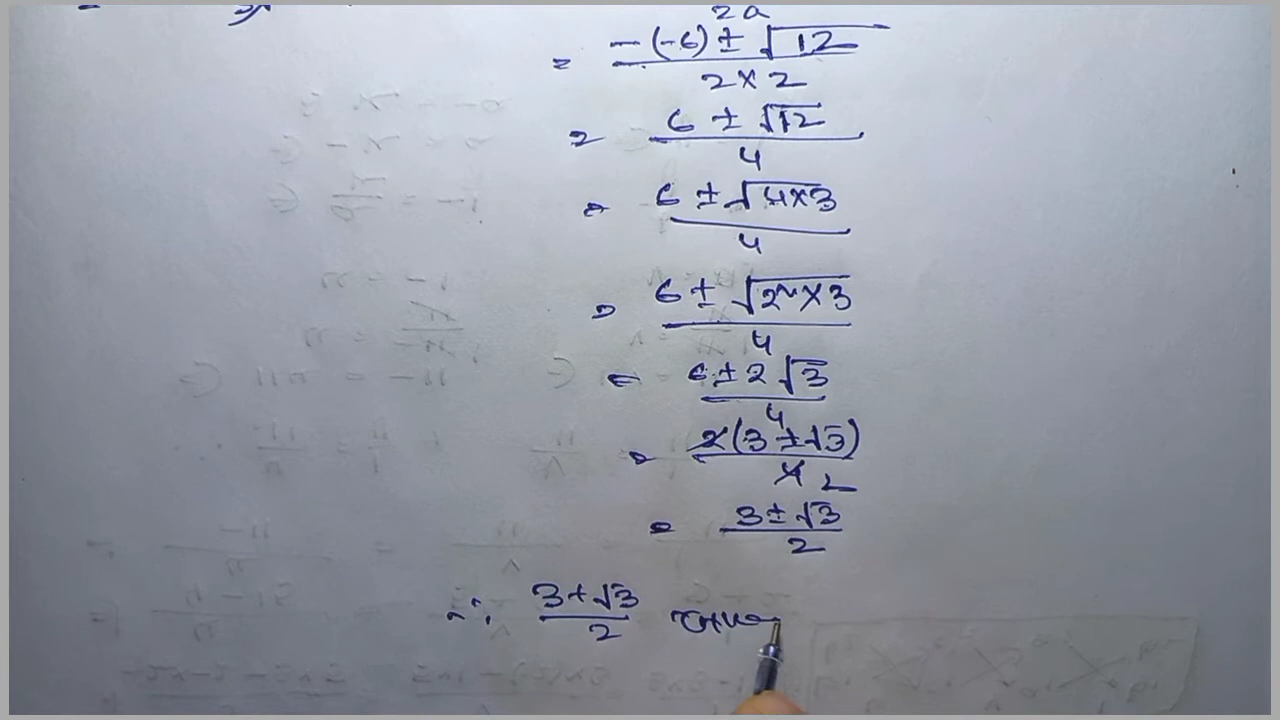 2a
= -(-6) ± √12 / 2×2
= 6 ± √12 / 4
= 6 ± √4×3 / 4
= 6 ± √2² × 3 / 4
= 6 ± 2√3 / 4
= 2(3 ± √3) / 4 2
= 3 ± √3 / 2
∴ 3+√3 / 2